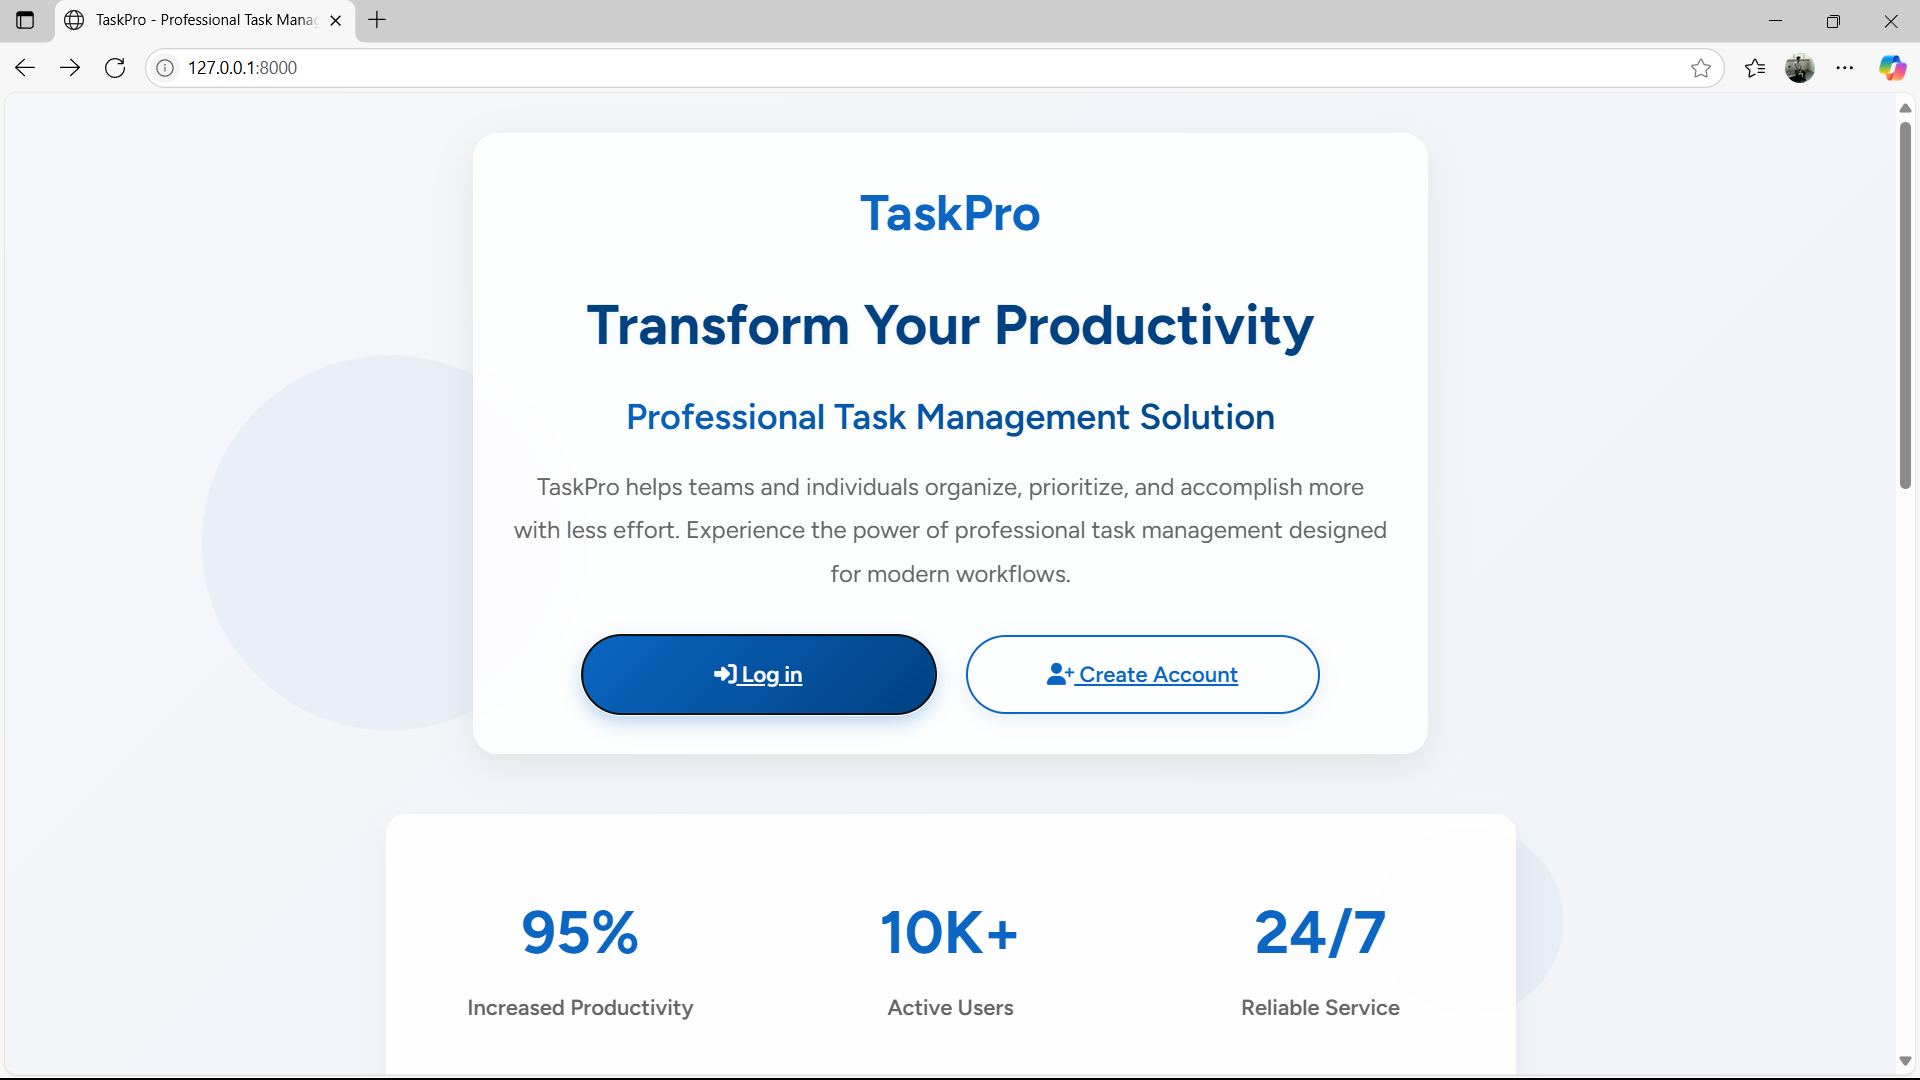 TaskPro - Professional Task Manag
127.0.0.1:8000
TaskPro
Transform Your Productivity
Professional Task Management Solution
TaskPro helps teams and individuals organize, prioritize, and accomplish more
with less effort. Experience the power of professional task management designed
for modern workflows.
Log in
Create Account
95%
10K+
24/7
Increased Productivity
Active Users
Reliable Service